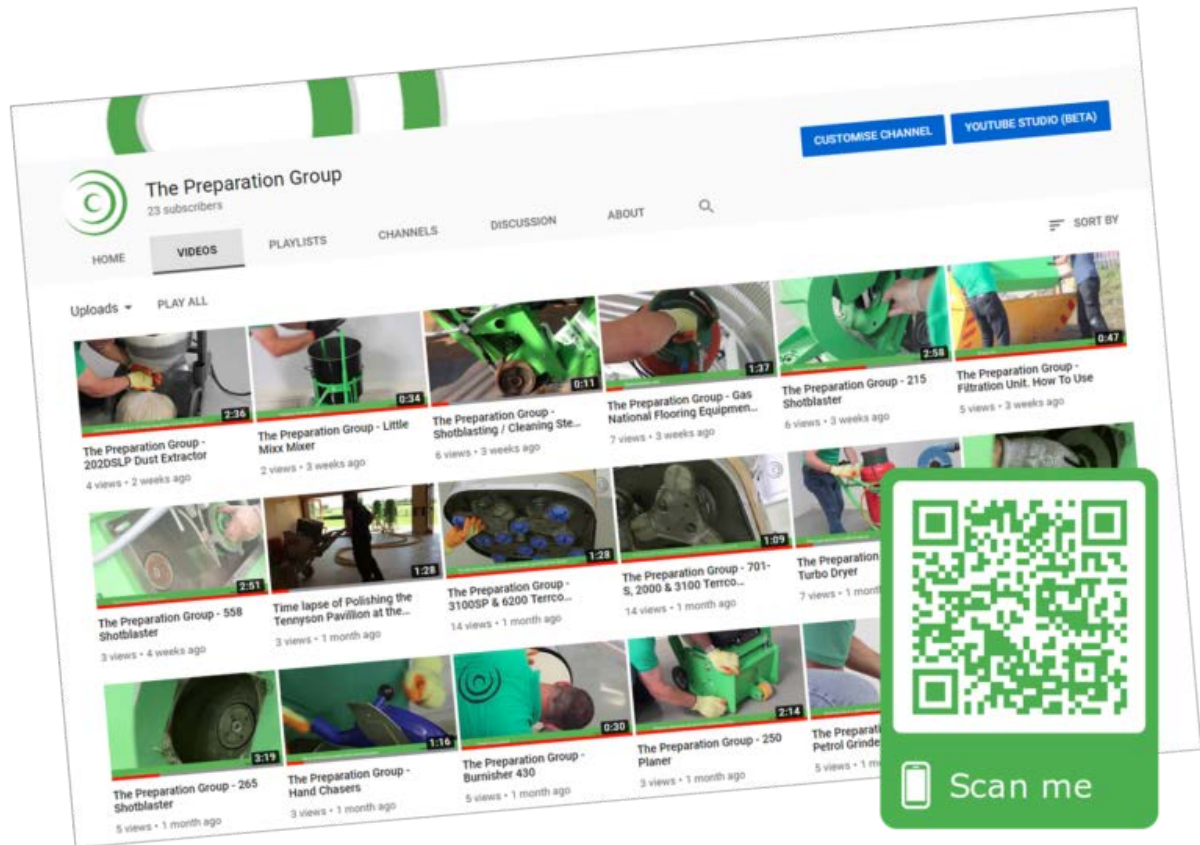 CUSTOMISE CHANNEL
YOUTUBE STUDIO (BETA)
The Preparation Group
23 subscribers
HOME
VIDEOS
PLAYLISTS
CHANNELS
DISCUSSION
ABOUT
SORT BY
Uploads
PLAY ALL
2:36
0:34
0:11
1:37
2:58
0:47
The Preparation Group -
202DSLP Dust Extractor
4 views • 2 weeks ago
The Preparation Group - Little
Mixx Mixer
2 views • 3 weeks ago
The Preparation Group -
Shotblasting / Cleaning Ste...
6 views • 3 weeks ago
The Preparation Group - Gas
National Flooring Equipmen...
7 views • 3 weeks ago
The Preparation Group - 215
Shotblaster
6 views • 3 weeks ago
The Preparation Group -
Filtration Unit. How To Use
5 views • 3 weeks ago
2:51
1:28
1:28
1:09
The Preparation Group - 558
Shotblaster
3 views • 4 weeks ago
Time lapse of Polishing the
Tennyson Pavillion at the...
3 views • 1 month ago
The Preparation Group -
3100SP & 6200 Terrco...
14 views • 1 month ago
The Preparation Group - 701-
S, 2000 & 3100 Terrco...
14 views • 1 month ago
The Preparation
Turbo Dryer
7 views • 1 month
3:19
1:16
0:30
2:14
The Preparation Group - 265
Shotblaster
5 views • 1 month ago
The Preparation Group -
Hand Chasers
3 views • 1 month ago
The Preparation Group -
Burnisher 430
5 views • 1 month ago
The Preparation Group - 250
Planer
3 views • 1 month ago
The Preparati
Petrol Grinde
5 views • 1 m
Scan me